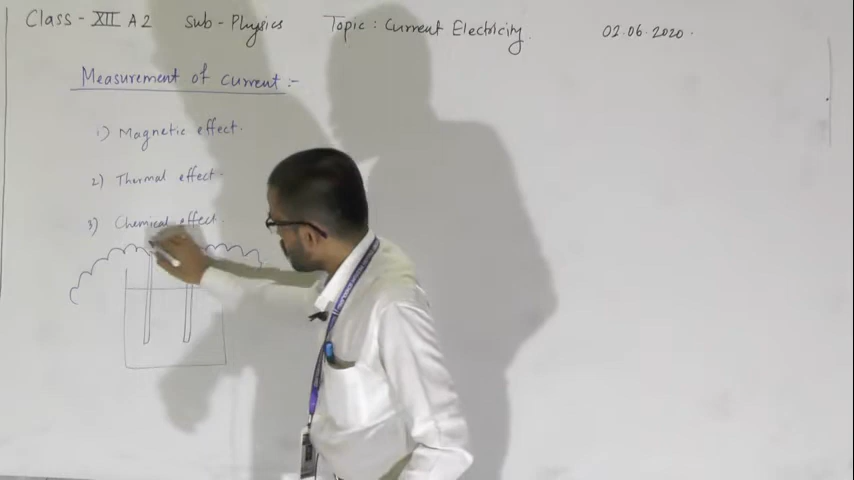 Class - XII A2 Sub - Physics Topic : Current Electricity. 02.06.2020.
Measurement of current :-
1) Magnetic effect.
2) Thermal effect.
3) Chemical effect.